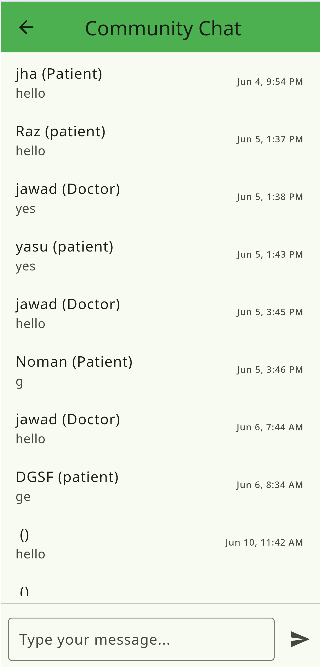 Community Chat
jha (Patient)
hello
Jun 4, 9:54 PM
Raz (patient)
hello
Jun 5, 1:37 PM
jawad (Doctor)
yes
Jun 5, 1:38 PM
yasu (patient)
yes
Jun 5, 1:43 PM
jawad (Doctor)
hello
Jun 5, 3:45 PM
Noman (Patient)
g
Jun 5, 3:46 PM
jawad (Doctor)
hello
Jun 6, 7:44 AM
DGSF (patient)
ge
Jun 6, 8:34 AM
()
hello
Jun 10, 11:42 AM
()
Type your message...